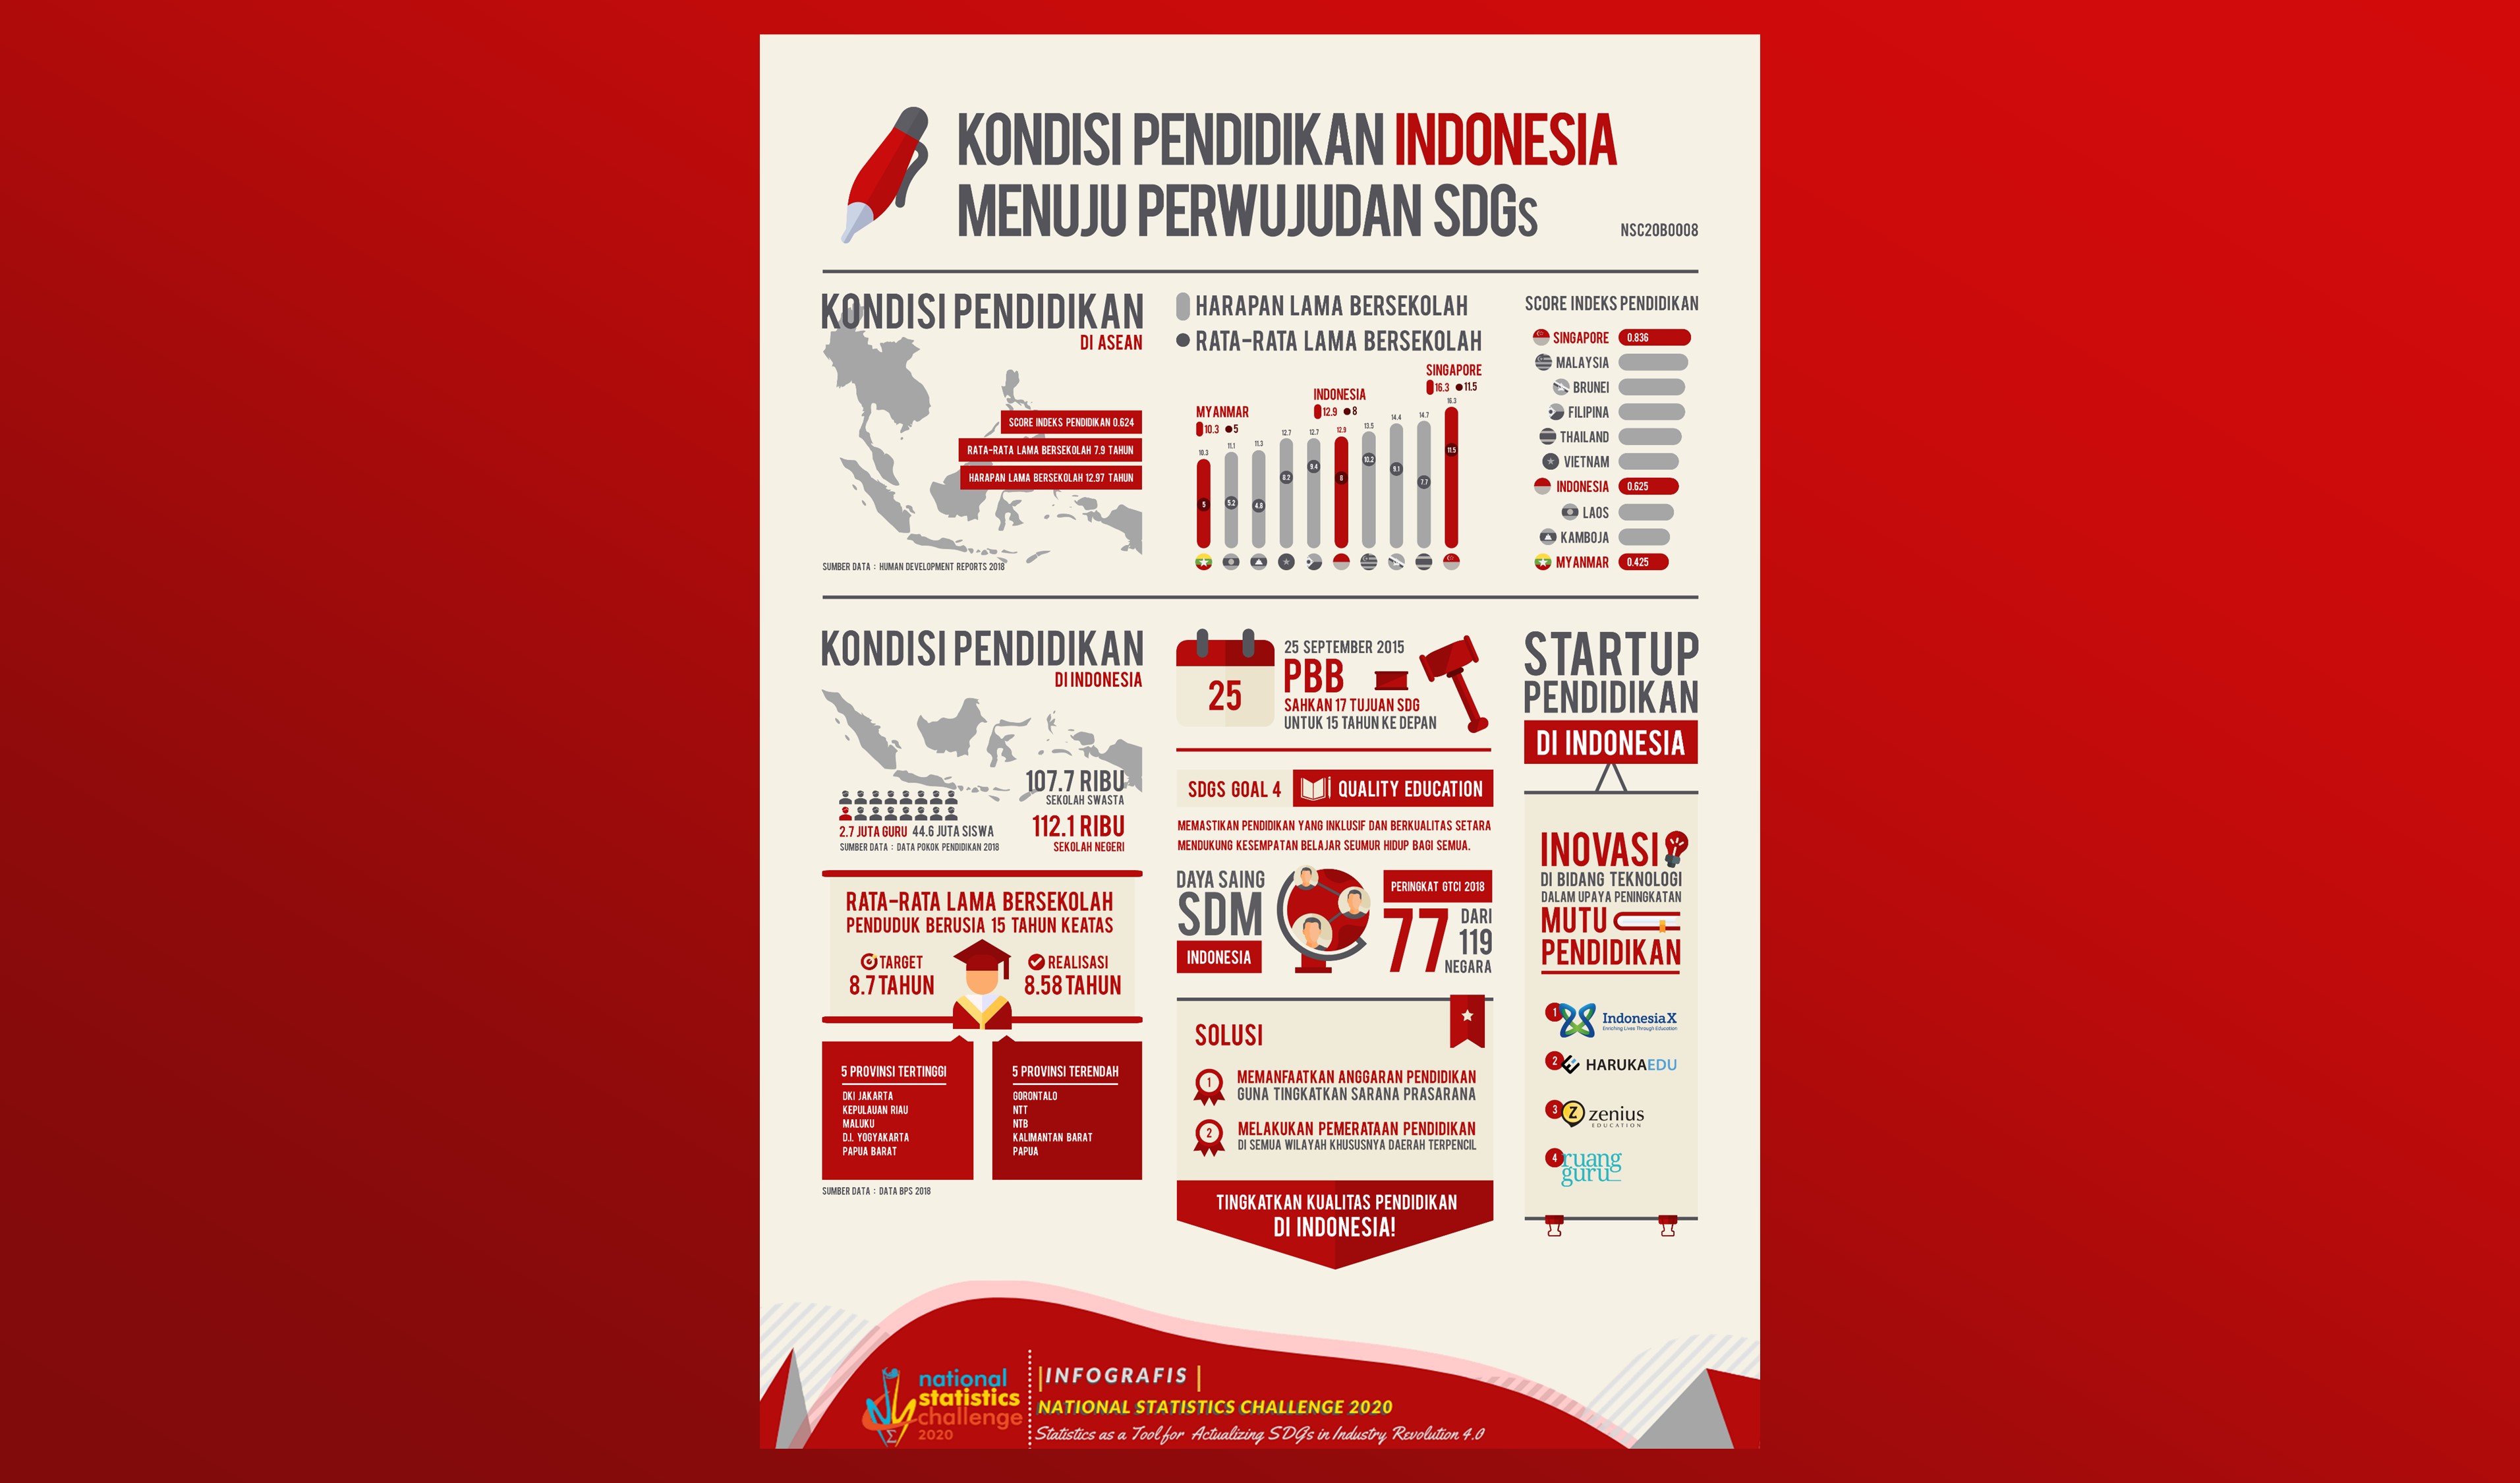 KONDISI PENDIDIKAN INDONESIA
MENUJU PERWUJUDAN SDGs
NSC20B0008
KONDISI PENDIDIKAN
DI ASEAN
SCORE INDEKS PENDIDIKAN 0.624
RATA-RATA LAMA BERSEKOLAH 7.9 TAHUN
HARAPAN LAMA BERSEKOLAH 12.97 TAHUN
SUMBER DATA : HUMAN DEVELOPMENT REPORTS 2018
HARAPAN LAMA BERSEKOLAH
RATA-RATA LAMA BERSEKOLAH
MYANMAR
10.3 5
INDONESIA
12.9 8
SINGAPORE
16.3 11.5
10.3 11.1 11.3 12.7 12.7 12.9 13.5 14.4 14.7 16.3
5 5.2 4.8 8.2 9.4 8 10.2 9.1 7.7 11.5
SCORE INDEKS PENDIDIKAN
SINGAPORE 0.836
MALAYSIA
BRUNEI
FILIPINA
THAILAND
VIETNAM
INDONESIA 0.625
LAOS
KAMBOJA
MYANMAR 0.425
KONDISI PENDIDIKAN
DI INDONESIA
107.7 RIBU
SEKOLAH SWASTA
112.1 RIBU
SEKOLAH NEGERI
2.7 JUTA GURU 44.6 JUTA SISWA
SUMBER DATA : DATA POKOK PENDIDIKAN 2018
RATA-RATA LAMA BERSEKOLAH
PENDUDUK BERUSIA 15 TAHUN KEATAS
TARGET
8.7 TAHUN
REALISASI
8.58 TAHUN
5 PROVINSI TERTINGGI
DKI JAKARTA
KEPULAUAN RIAU
MALUKU
D.I. YOGYAKARTA
PAPUA BARAT
5 PROVINSI TERENDAH
GORONTALO
NTT
NTB
KALIMANTAN BARAT
PAPUA
SUMBER DATA : DATA BPS 2018
25
25 SEPTEMBER 2015
PBB
SAHKAN 17 TUJUAN SDG
UNTUK 15 TAHUN KE DEPAN
SDGS GOAL 4 QUALITY EDUCATION
MEMASTIKAN PENDIDIKAN YANG INKLUSIF DAN BERKUALITAS SETARA
MENDUKUNG KESEMPATAN BELAJAR SEUMUR HIDUP BAGI SEMUA.
DAYA SAING
SDM
INDONESIA
PERINGKAT GTCI 2018
77 DARI
119
NEGARA
SOLUSI
1 MEMANFAATKAN ANGGARAN PENDIDIKAN
GUNA TINGKATKAN SARANA PRASARANA
2 MELAKUKAN PEMERATAAN PENDIDIKAN
DI SEMUA WILAYAH KHUSUSNYA DAERAH TERPENCIL
TINGKATKAN KUALITAS PENDIDIKAN
DI INDONESIA!
STARTUP
PENDIDIKAN
DI INDONESIA
INOVASI
DI BIDANG TEKNOLOGI
DALAM UPAYA PENINGKATAN
MUTU
PENDIDIKAN
1 IndonesiaX
Enriching Lives Through Education
2 HARUKAEDU
3 Z zenius
EDUCATION
4 ruang
guru
national
statistics
challenge
2020
|INFOGRAFIS |
NATIONAL STATISTICS CHALLENGE 2020
Statistics as a Tool for Actualizing SDGs in Industry Revolution 4.0